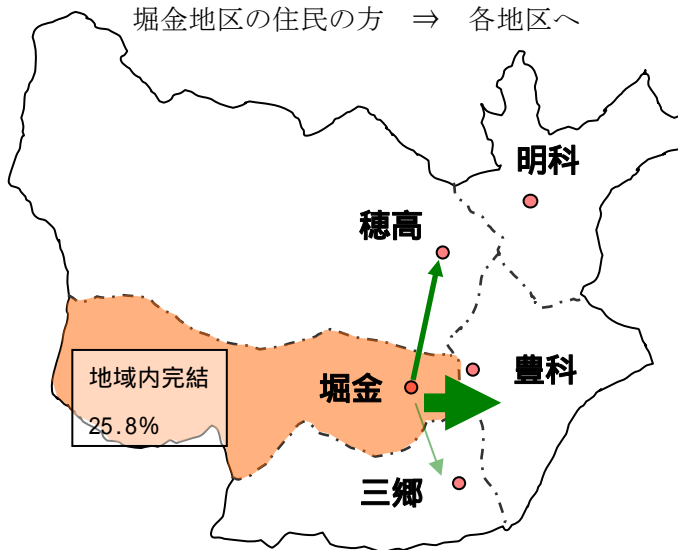 堀金地区の住民の方　⇒　各地区へ
明科
穂高
豊科
堀金
地域内完結
25.8%
三郷